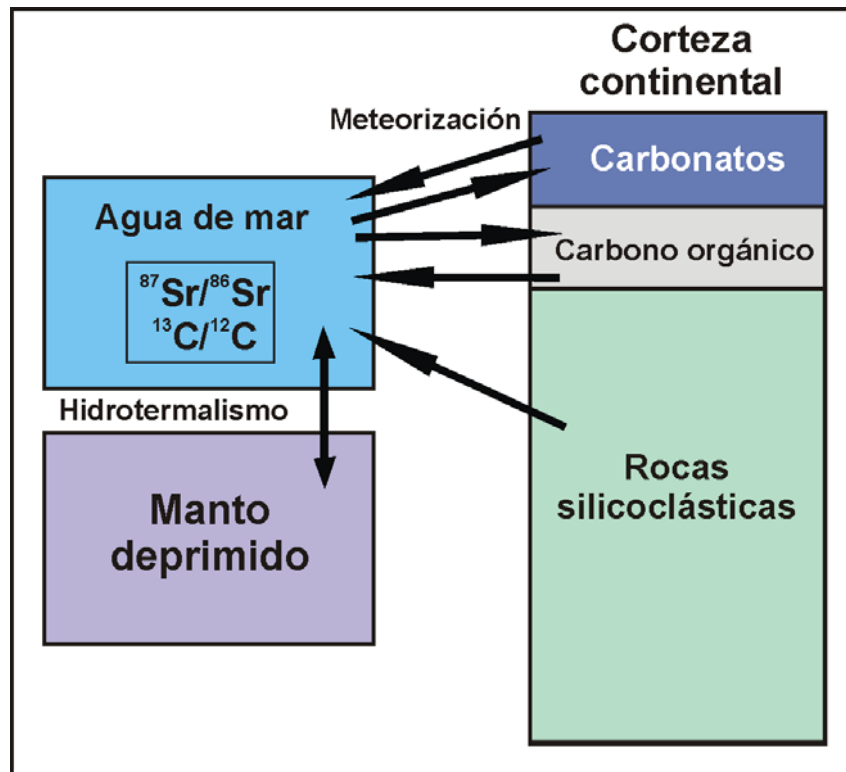 Corteza
continental
Meteorización
Carbonatos
Agua de mar
Carbono orgánico
⁸⁷Sr/⁸⁶Sr
¹³C/¹²C
Hidrotermalismo
Rocas
silicoclásticas
Manto
deprimido